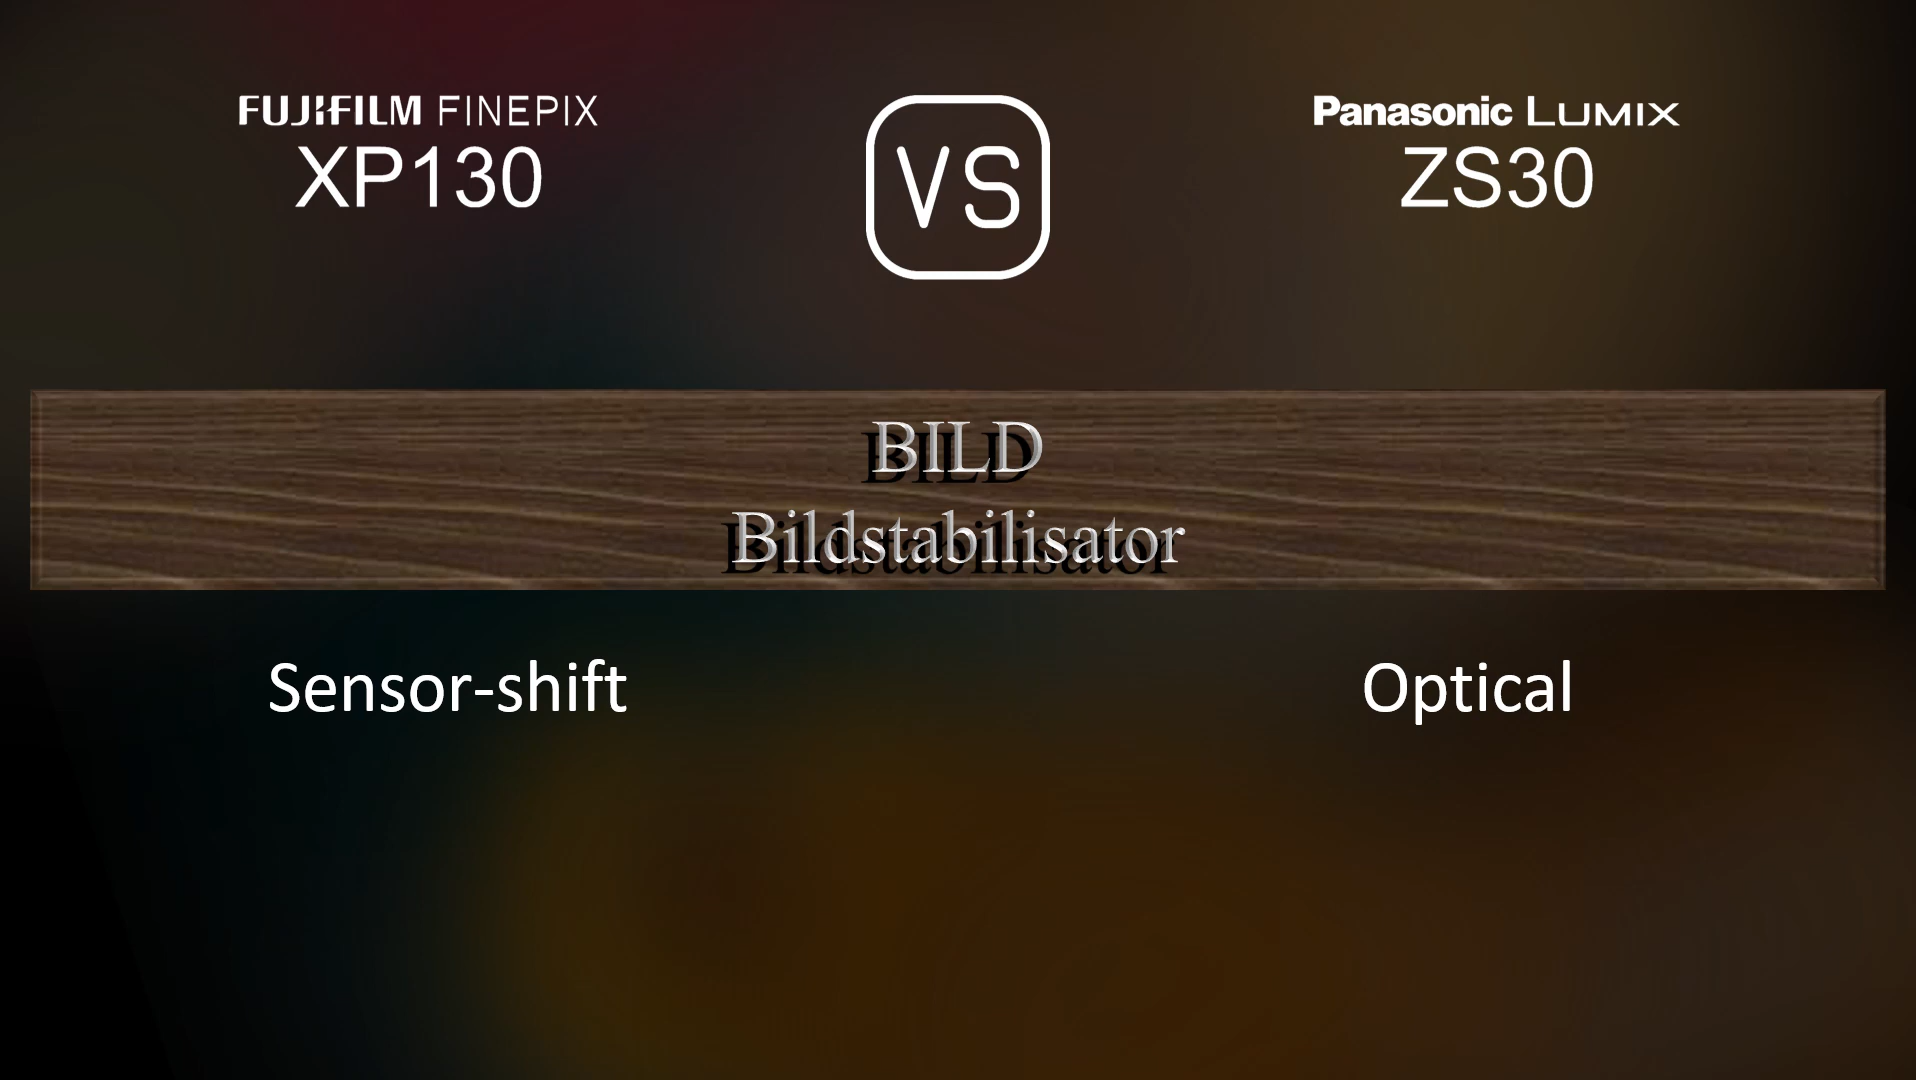 FUJIFILM FINEPIX
XP130
VS
Panasonic LUMIX
ZS30
BILD
Bildstabilisator
Sensor-shift
Optical